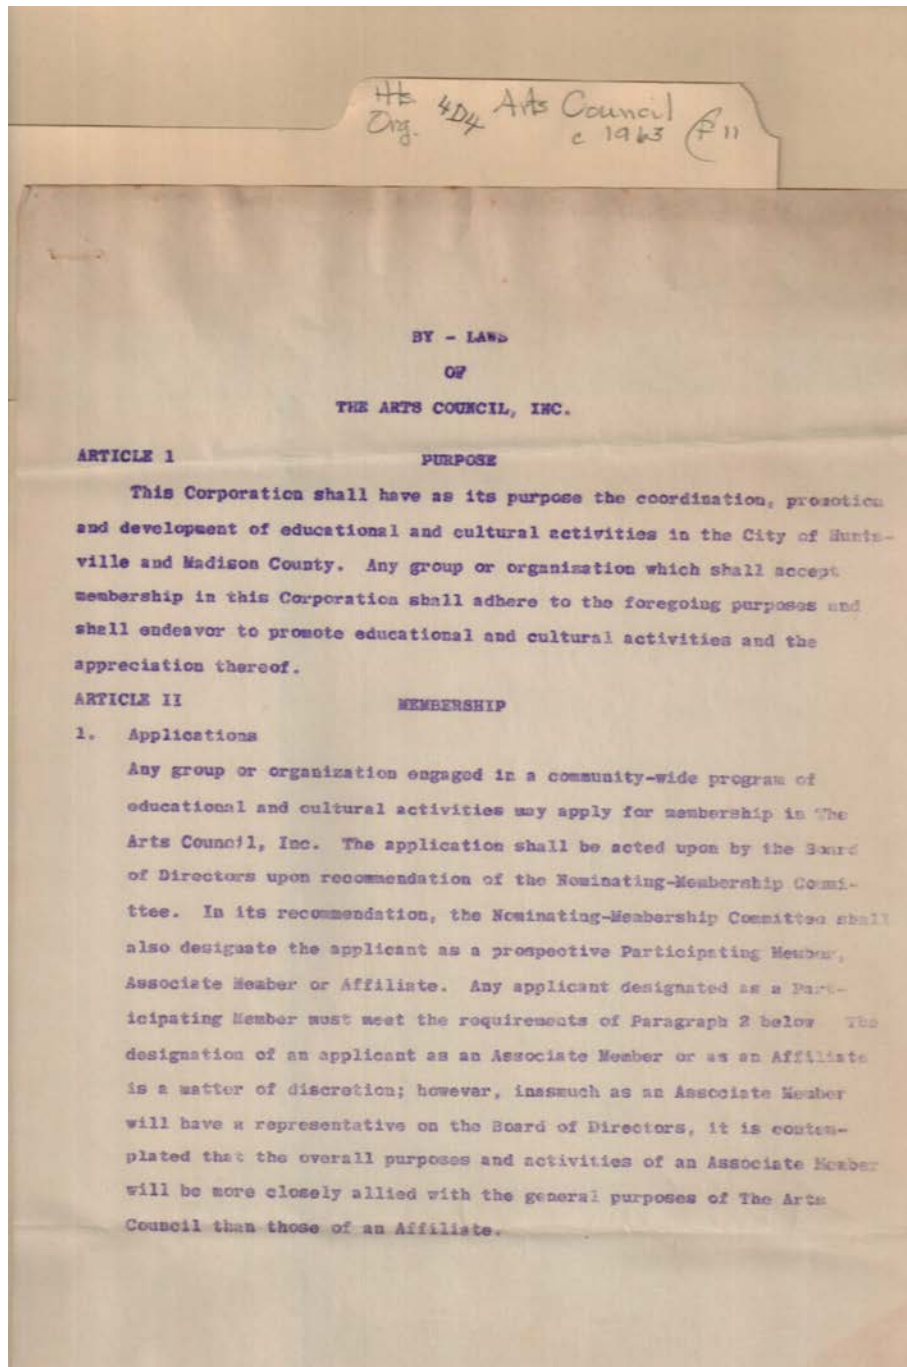 Hts. 4D4 Arts Council
Org. c 1963 F 11
BY - LAWS
OF
THE ARTS COUNCIL, INC.
ARTICLE 1 PURPOSE
This Corporation shall have as its purpose the coordination, promotion
and development of educational and cultural activities in the City of Hunts-
ville and Madison County. Any group or organization which shall accept
membership in this Corporation shall adhere to the foregoing purposes and
shall endeavor to promote educational and cultural activities and the
appreciation thereof.
ARTICLE II MEMBERSHIP
1. Applications
Any group or organization engaged in a community-wide program of
educational and cultural activities may apply for membership in The
Arts Council, Inc. The application shall be acted upon by the Board
of Directors upon recommendation of the Nominating-Membership Commi-
ttee. In its recommendation, the Nominating-Membership Committee shall
also designate the applicant as a prospective Participating Member,
Associate Member or Affiliate. Any applicant designated as a Part-
icipating Member must meet the requirements of Paragraph 2 below The
designation of an applicant as an Associate Member or as an Affiliate
is a matter of discretion; however, inasmuch as an Associate Member
will have a representative on the Board of Directors, it is contem-
plated that the overall purposes and activities of an Associate Member
will be more closely allied with the general purposes of The Arts
Council than those of an Affiliate.